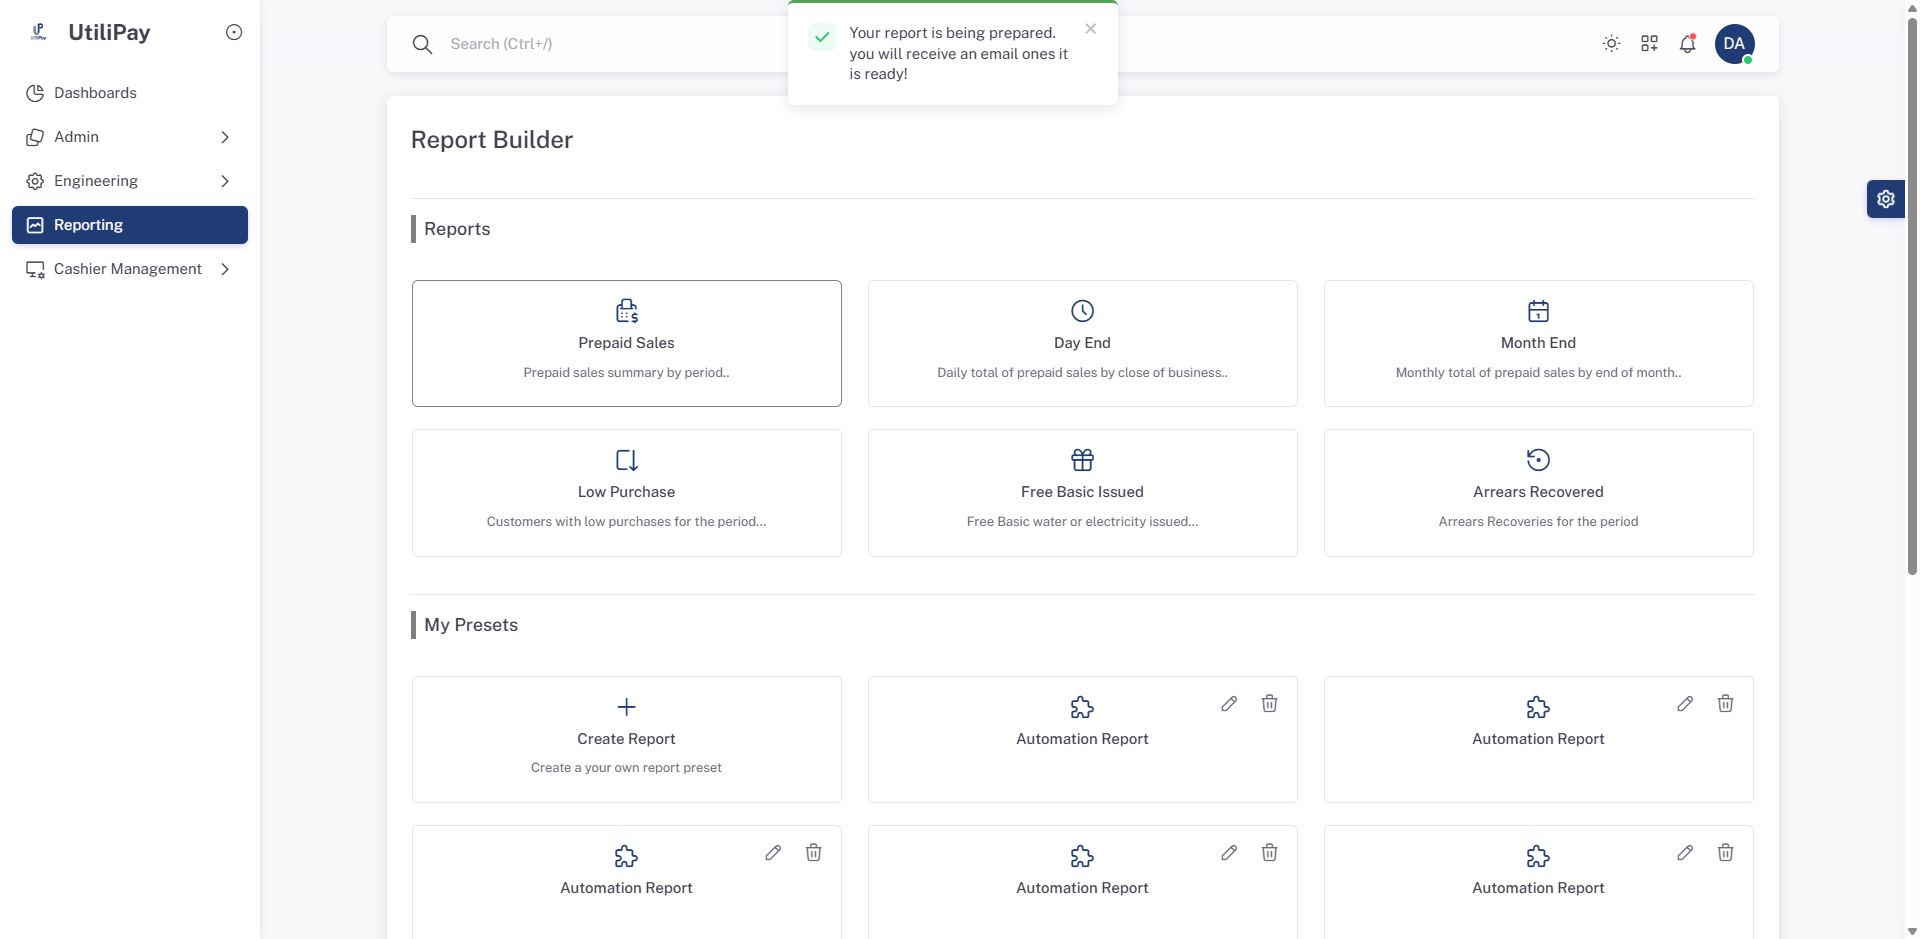 UtiliPay
Dashboards
Admin
Engineering
Reporting
Cashier Management
Search (Ctrl+/)
Your report is being prepared.
you will receive an email ones it
is ready!
DA
Report Builder
Reports
Prepaid Sales
Prepaid sales summary by period..
Day End
Daily total of prepaid sales by close of business..
Month End
Monthly total of prepaid sales by end of month..
Low Purchase
Customers with low purchases for the period...
Free Basic Issued
Free Basic water or electricity issued...
Arrears Recovered
Arrears Recoveries for the period
My Presets
Create Report
Create a your own report preset
Automation Report
Automation Report
Automation Report
Automation Report
Automation Report